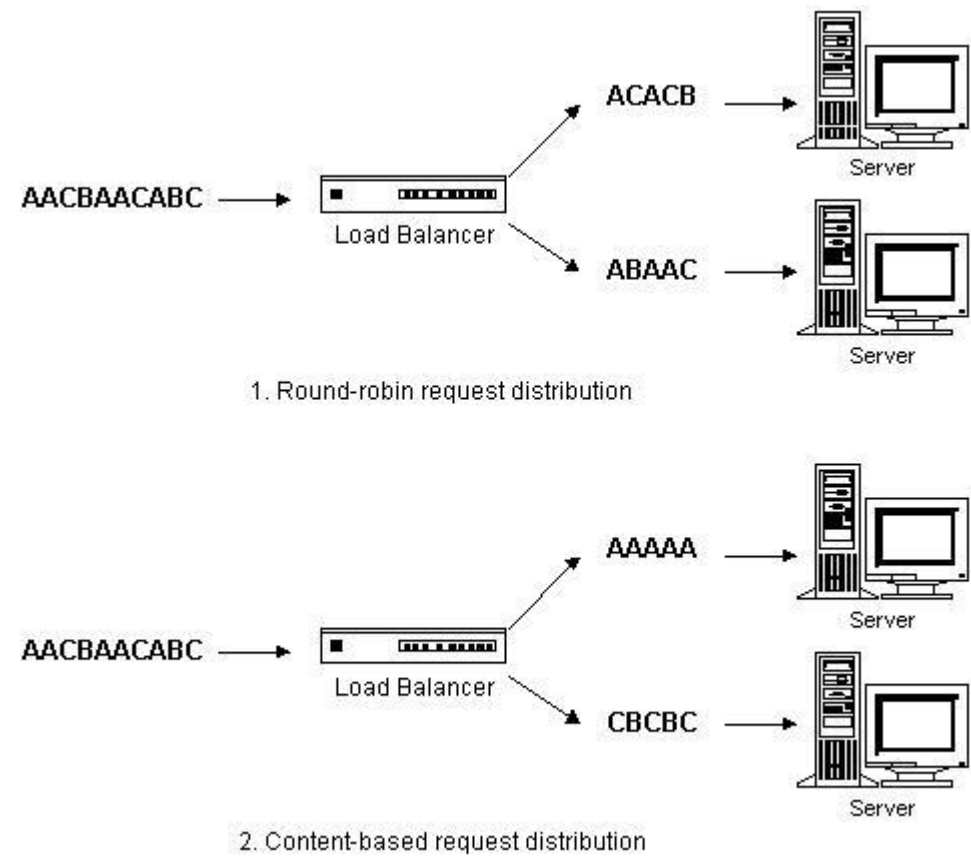 ACACB
Server
AACBAACABC
Load Balancer
ABAAC
Server
1. Round-robin request distribution
AAAAA
Server
AACBAACABC
Load Balancer
CBCBC
Server
2. Content-based request distribution